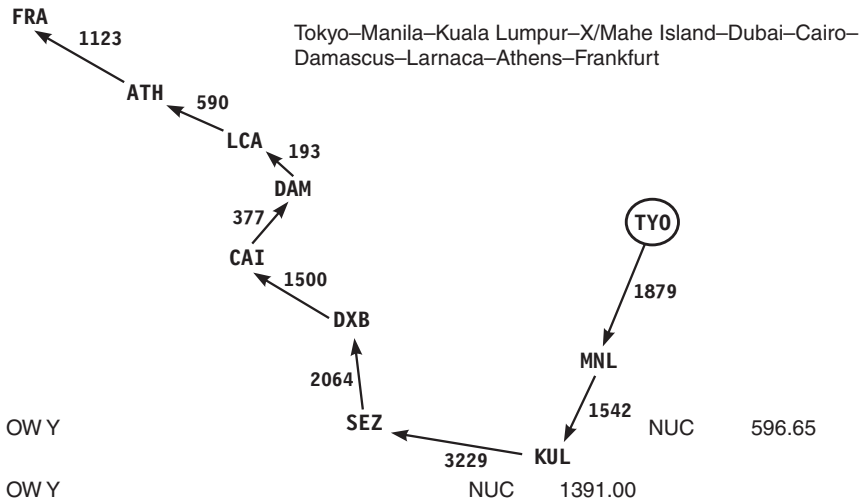 FRA
1123
Tokyo–Manila–Kuala Lumpur–X/Mahe Island–Dubai–Cairo–
Damascus–Larnaca–Athens–Frankfurt
ATH
590
LCA
193
DAM
377
TYO
CAI
1500
1879
DXB
MNL
2064
1542
OW Y SEZ NUC 596.65
3229 KUL
OW Y NUC 1391.00